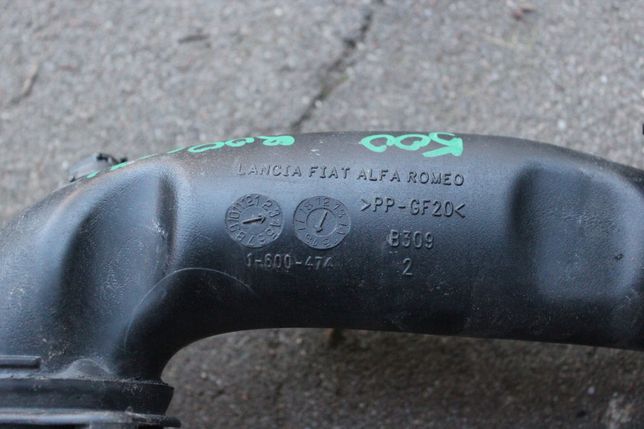 500
LANCIA FIAT ALFA ROMEO
>PP-GF20<
B309
1-600-474
2